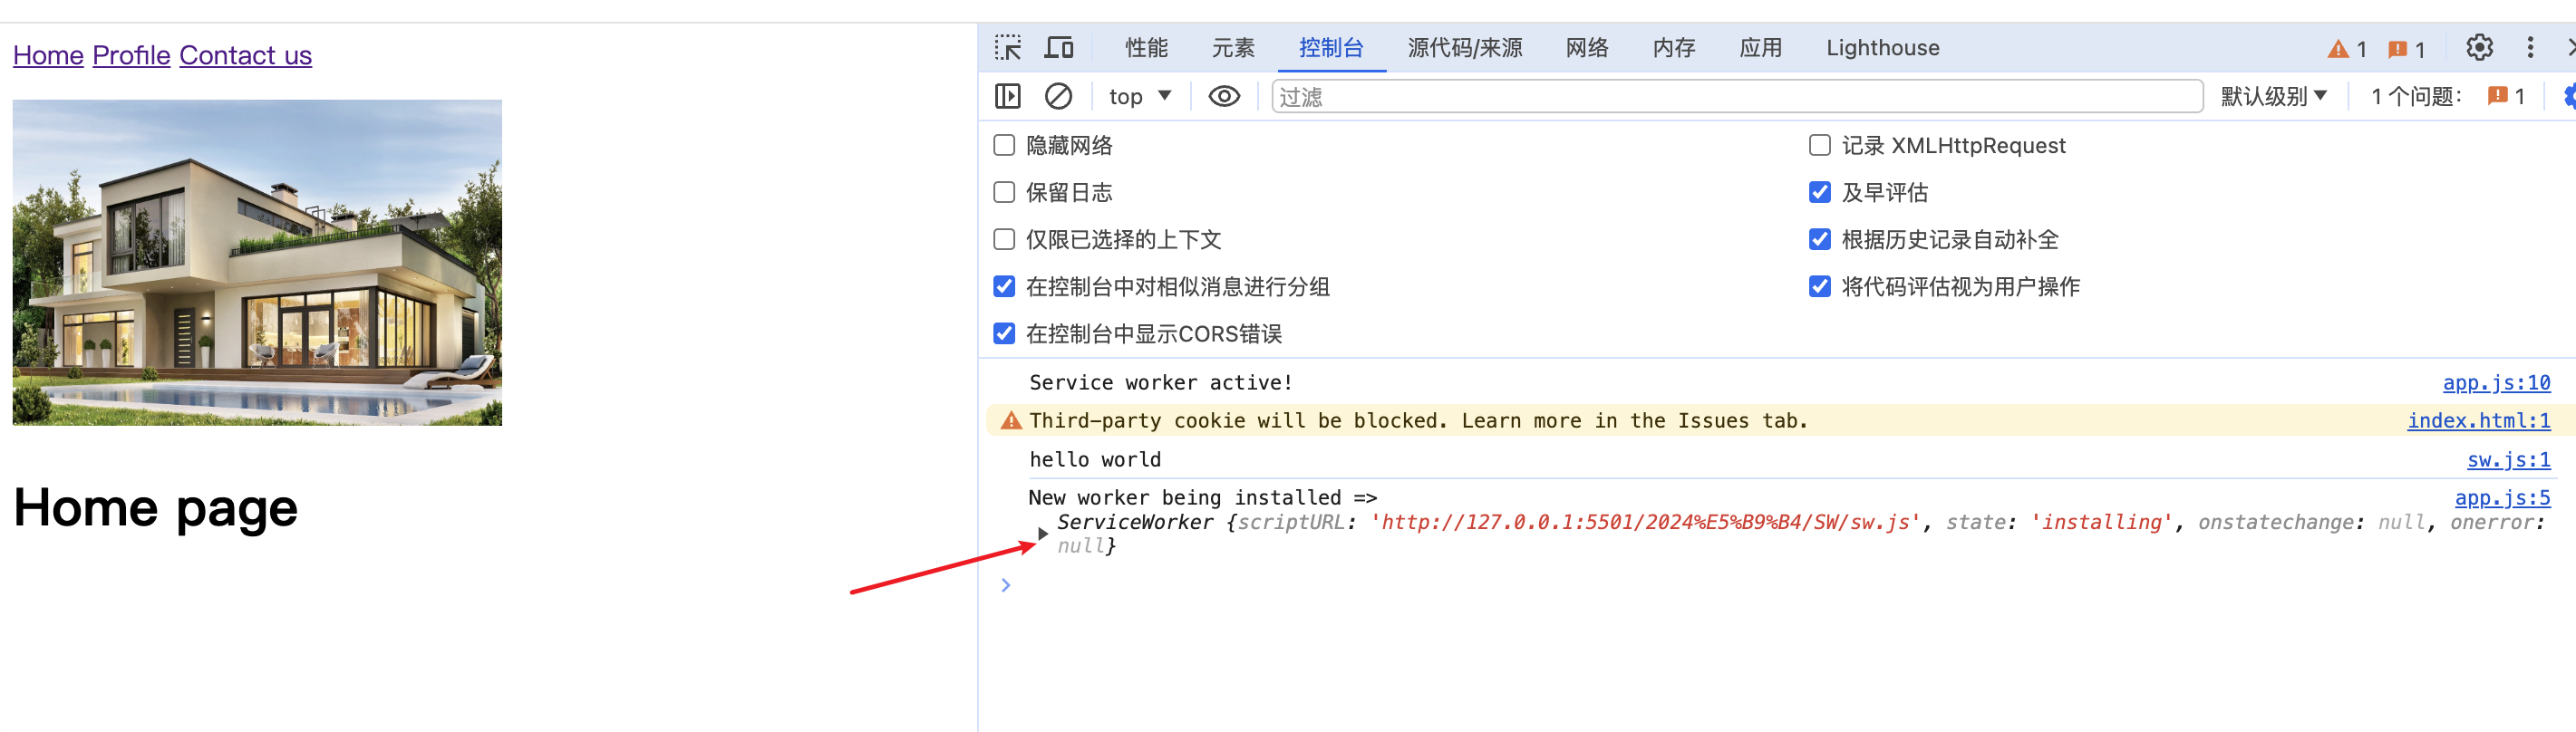 Home Profile Contact us
Home page
性能 元素 控制台 源代码/来源 网络 内存 应用 Lighthouse 1 1
top 过滤 默认级别 1 个问题: 1
隐藏网络 记录 XMLHttpRequest
保留日志 及早评估
仅限已选择的上下文 根据历史记录自动补全
在控制台中对相似消息进行分组 将代码评估视为用户操作
在控制台中显示CORS错误
Service worker active! app.js:10
Third-party cookie will be blocked. Learn more in the Issues tab. index.html:1
hello world sw.js:1
New worker being installed => app.js:5
ServiceWorker {scriptURL: 'http://127.0.0.1:5501/2024%E5%B9%B4/SW/sw.js', state: 'installing', onstatechange: null, onerror:
null}